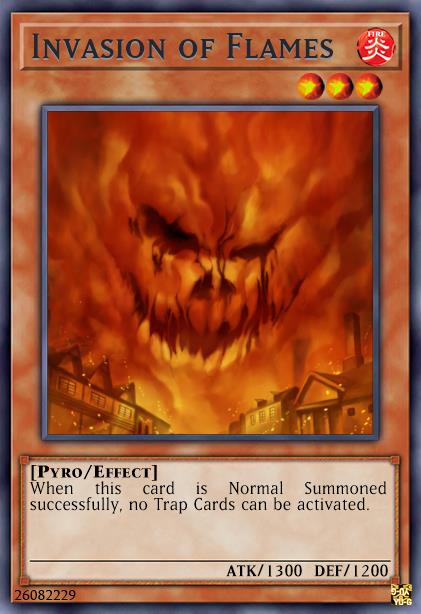 Invasion of Flames
FIRE
炎
[Pyro/Effect]
When this card is Normal Summoned
successfully, no Trap Cards can be activated.
ATK/1300 DEF/1200
26082229